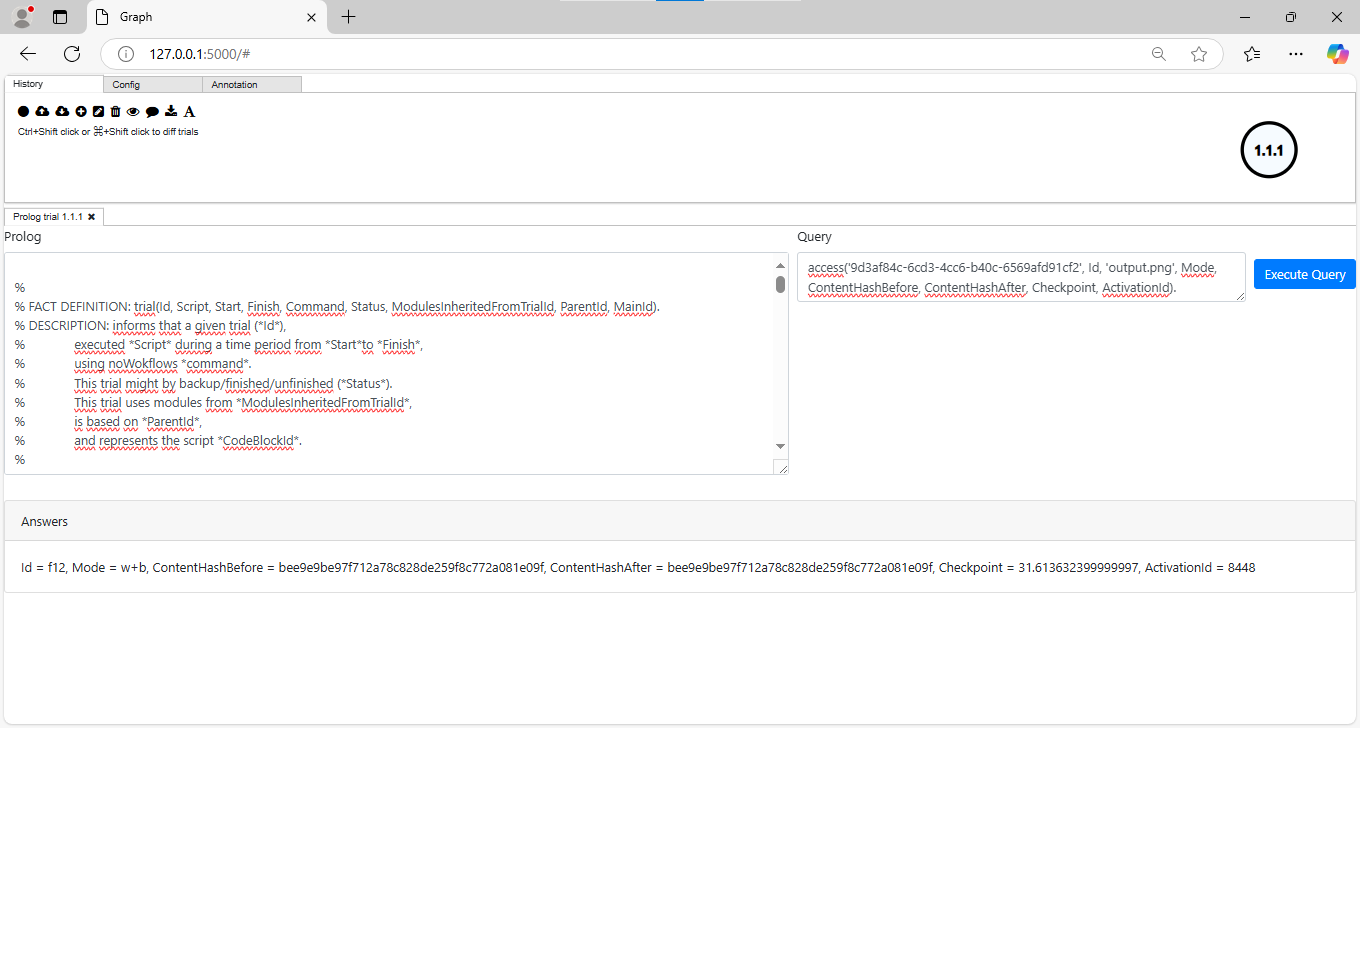 Graph
127.0.0.1:5000/#
History
Config
Annotation
A
Ctrl+Shift click or ⌘+Shift click to diff trials
1.1.1
Prolog trial 1.1.1
Prolog
Query
%
% FACT DEFINITION: trial(Id, Script, Start, Finish, Command, Status, ModulesInheritedFromTrialId, ParentId, MainId).
% DESCRIPTION: informs that a given trial (*Id*),
% executed *Script* during a time period from *Start*to *Finish*,
% using noWokflows *command*.
% This trial might by backup/finished/unfinished (*Status*).
% This trial uses modules from *ModulesInheritedFromTrialId*,
% is based on *ParentId*,
% and represents the script *CodeBlockId*.
%
access('9d3af84c-6cd3-4cc6-b40c-6569afd91cf2', Id, 'output.png', Mode,
ContentHashBefore, ContentHashAfter, Checkpoint, ActivationId).
Execute Query
Answers
Id = f12, Mode = w+b, ContentHashBefore = bee9e9be97f712a78c828de259f8c772a081e09f, ContentHashAfter = bee9e9be97f712a78c828de259f8c772a081e09f, Checkpoint = 31.613632399999997, ActivationId = 8448